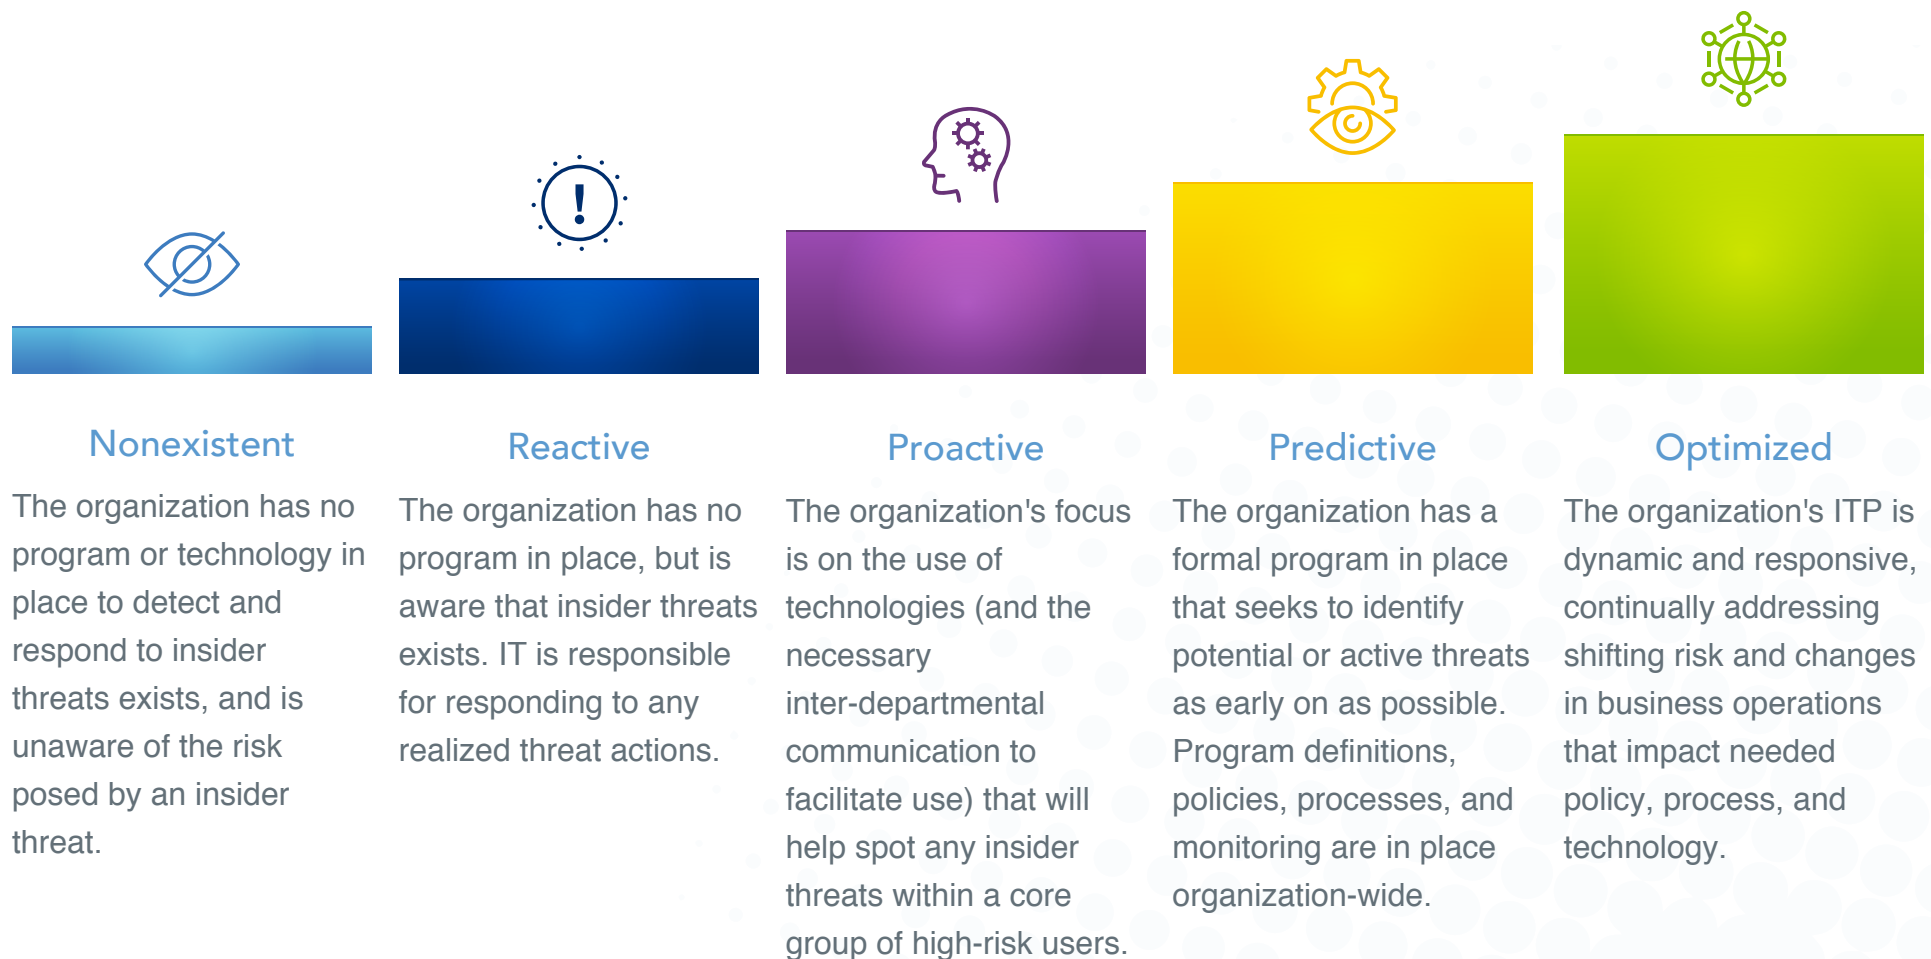 Nonexistent
The organization has no
program or technology in
place to detect and
respond to insider
threats exists, and is
unaware of the risk
posed by an insider
threat.
Reactive
The organization has no
program in place, but is
aware that insider threats
exists. IT is responsible
for responding to any
realized threat actions.
Proactive
The organization's focus
is on the use of
technologies (and the
necessary
inter-departmental
communication to
facilitate use) that will
help spot any insider
threats within a core
group of high-risk users.
Predictive
The organization has a
formal program in place
that seeks to identify
potential or active threats
as early on as possible.
Program definitions,
policies, processes, and
monitoring are in place
organization-wide.
Optimized
The organization's ITP is
dynamic and responsive,
continually addressing
shifting risk and changes
in business operations
that impact needed
policy, process, and
technology.